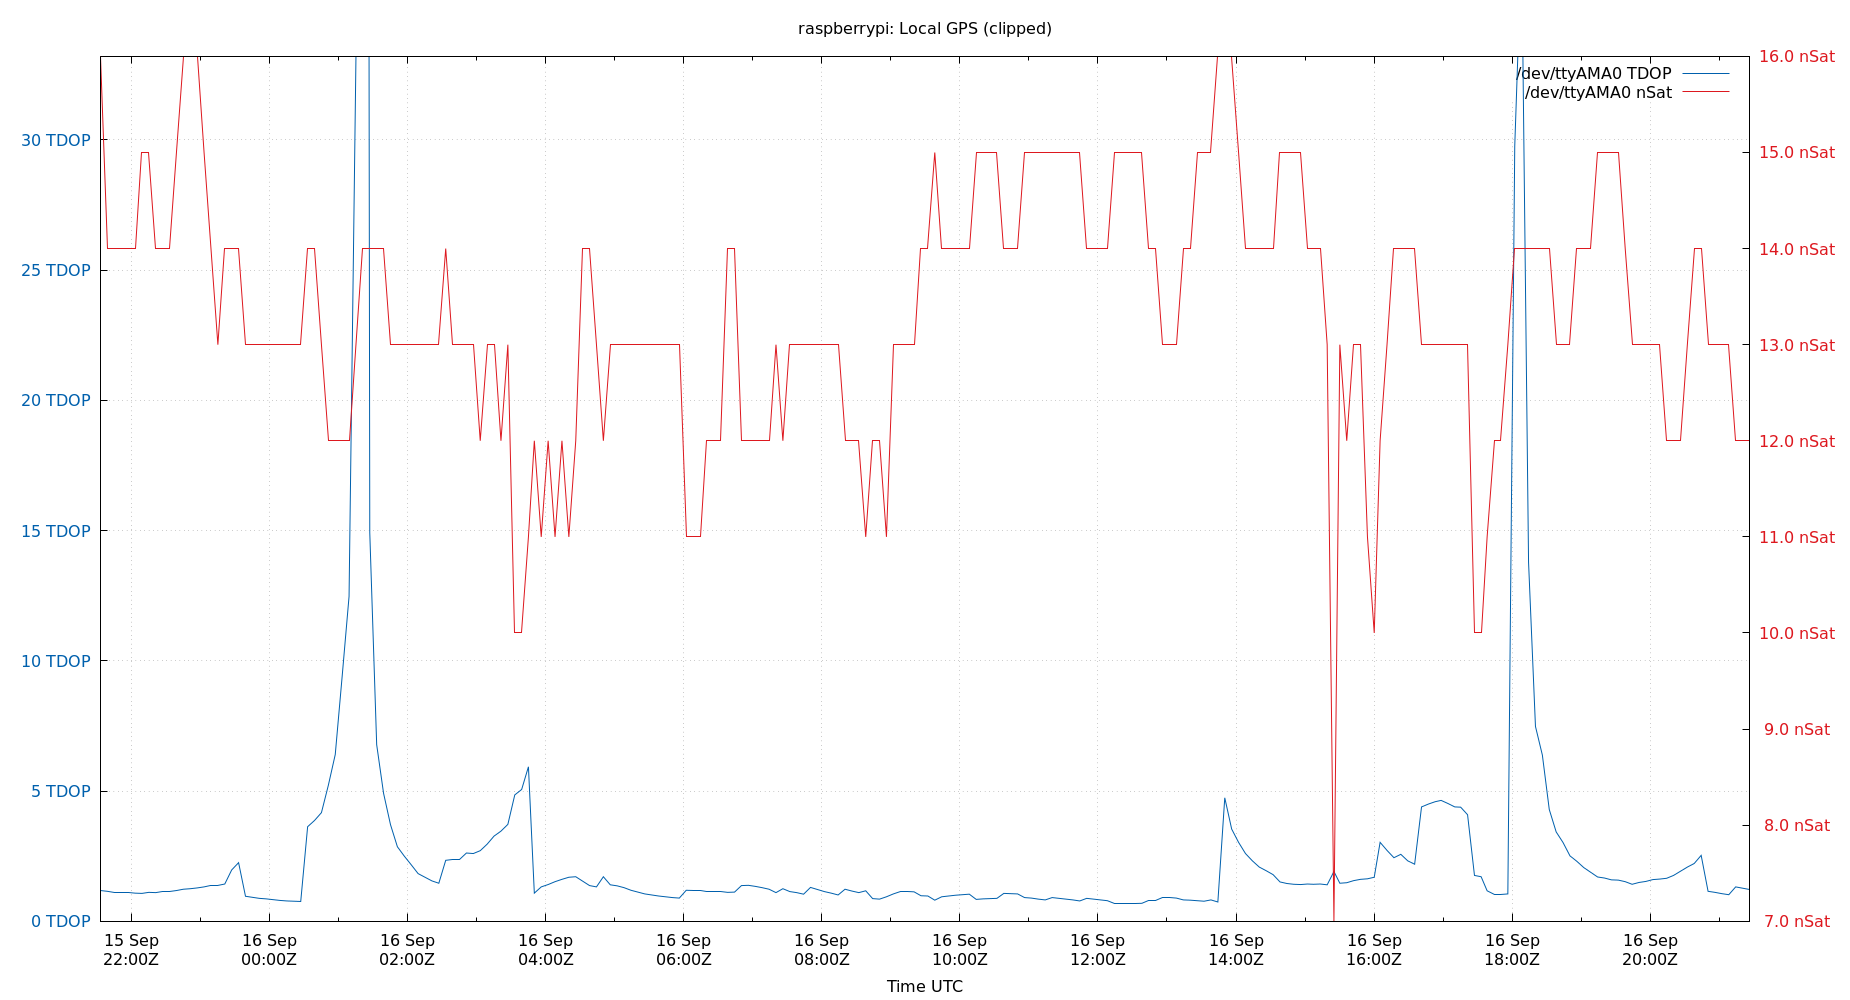 raspberrypi: Local GPS (clipped)
/dev/ttyAMA0 TDOP
/dev/ttyAMA0 nSat
30 TDOP
25 TDOP
20 TDOP
15 TDOP
10 TDOP
5 TDOP
0 TDOP
16.0 nSat
15.0 nSat
14.0 nSat
13.0 nSat
12.0 nSat
11.0 nSat
10.0 nSat
9.0 nSat
8.0 nSat
7.0 nSat
15 Sep
22:00Z
16 Sep
00:00Z
16 Sep
02:00Z
16 Sep
04:00Z
16 Sep
06:00Z
16 Sep
08:00Z
16 Sep
10:00Z
16 Sep
12:00Z
16 Sep
14:00Z
16 Sep
16:00Z
16 Sep
18:00Z
16 Sep
20:00Z
Time UTC